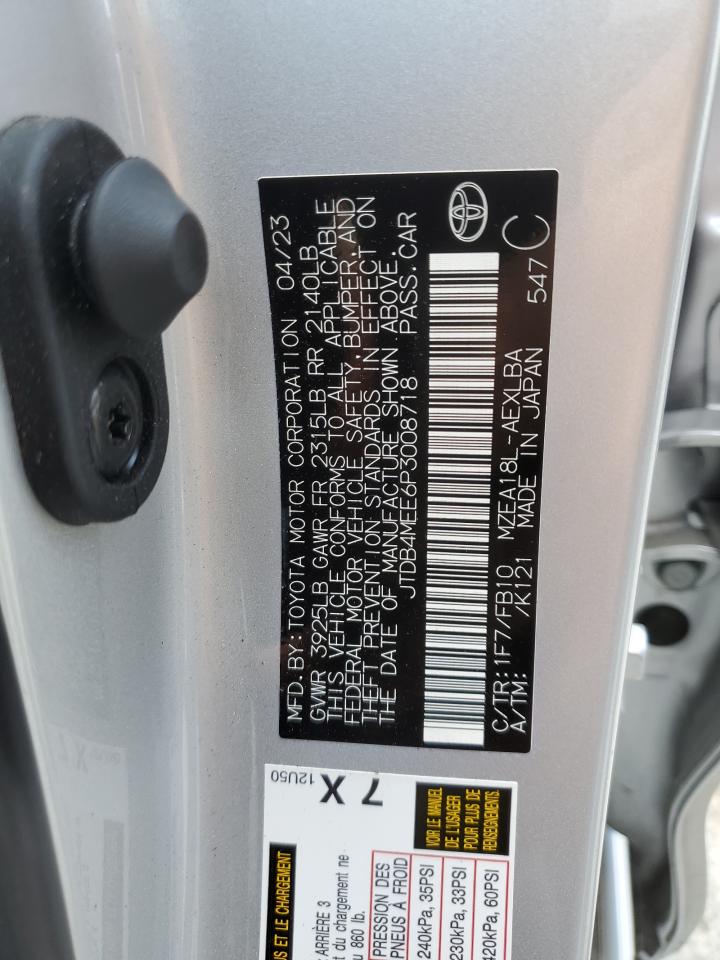 MFD.BY:TOYOTA MOTOR CORPORATION 04/23
GVWR 3925LB GAWR FR 2315LB RR 2140LB
THIS VEHICLE CONFORMS TO ALL APPLICABLE
FEDERAL MOTOR VEHICLE SAFETY,BUMPER,AND
THEFT PREVENTION STANDARDS IN EFFECT ON
THE DATE OF MANUFACTURE SHOWN ABOVE.
JTDB4MEE6P3008718 PASS.CAR
C/TR:1F7/FB10 MZEA18L-AEXLBA
A/TM: /K121 MADE IN JAPAN 547 C
12U50
7 X
US ET LE CHARGEMENT
ARRIÈRE 3
t du chargement ne
860 lb.
PRESSION DES
PNEUS À FROID
240kPa, 35PSI
230kPa, 33PSI
420kPa, 60PSI
VOIR LE MANUEL
DE L'USAGER
POUR PLUS DE
RENSEIGNEMENTS.